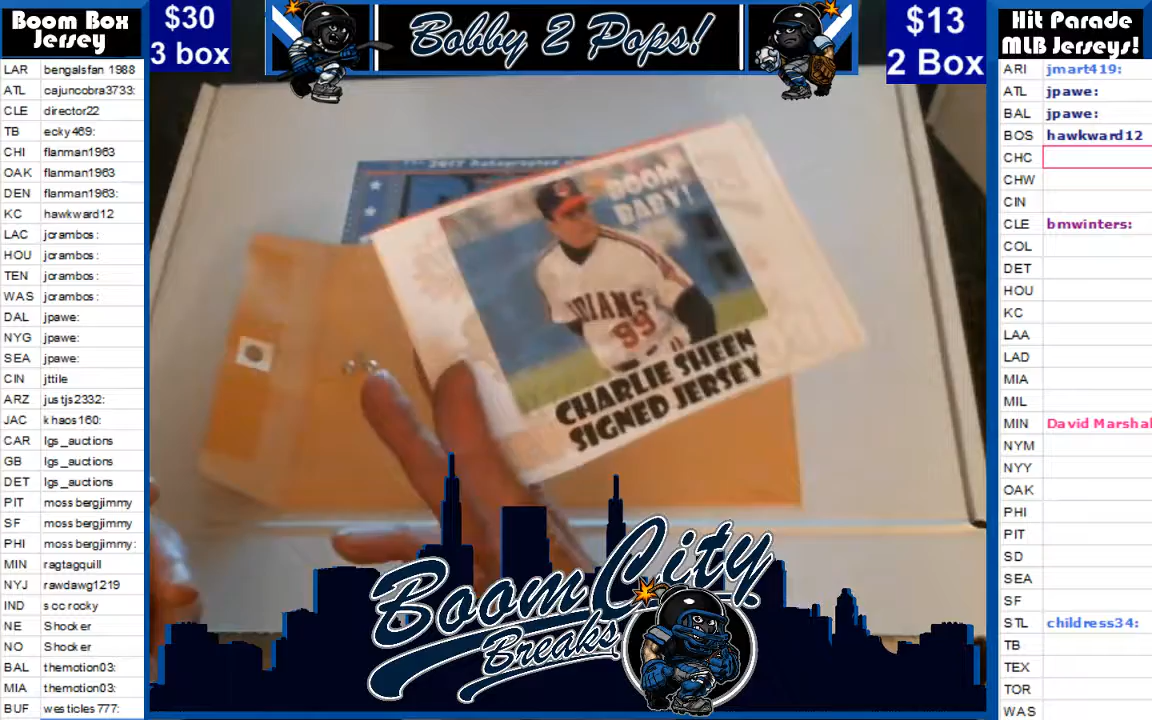 Boom Box
Jersey
$30
3 box
Bobby 2 Pops!
$13
2 Box
Hit Parade
MLB Jerseys!
LAR bengalsfan 1988
ATL cajuncobra3733:
CLE director22
TB ecky469:
CHI flanman1963
OAK flanman1963
DEN flanman1963:
KC hawkward12
LAC jcrambos:
HOU jcrambos:
TEN jcrambos:
WAS jcrambos:
DAL jpawe:
NYG jpawe:
SEA jpawe:
CIN jttile
ARZ justjs2332:
JAC khaos160:
CAR lgs_auctions
GB lgs_auctions
DET lgs_auctions
PIT mossbergjimmy
SF mossbergjimmy
PHI mossbergjimmy:
MIN ragtagquill
NYJ rawdawg1219
IND soc rocky
NE Shocker
NO Shocker
BAL themotion03:
MIA themotion03:
BUF westicles777:
BOOM
BABY!
INDIANS
99
CHARLIE SHEEN
SIGNED JERSEY
Boom City
Breaks
ARI jmart419:
ATL jpawe:
BAL jpawe:
BOS hawkward12
CHC
CHW
CIN
CLE bmwinters:
COL
DET
HOU
KC
LAA
LAD
MIA
MIL
MIN David Marshal
NYM
NYY
OAK
PHI
PIT
SD
SEA
SF
STL childress34:
TB
TEX
TOR
WAS